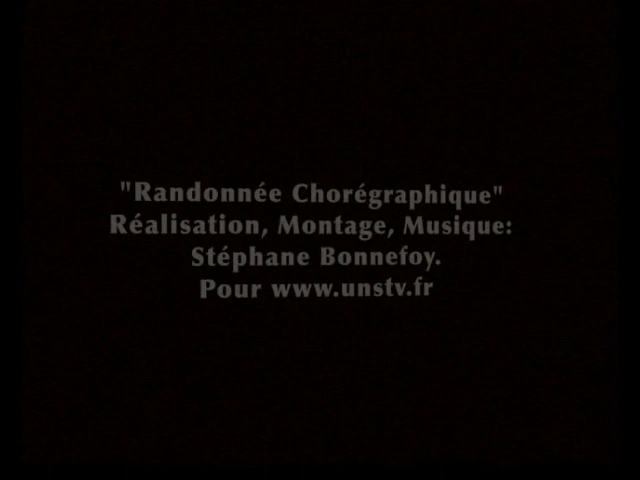 "Randonnée Chorégraphique"
Réalisation, Montage, Musique:
Stéphane Bonnefoy.
Pour www.unstv.fr